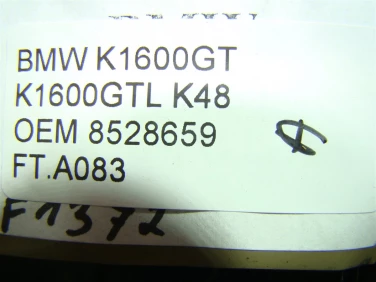 BMW K1600GT
K1600GTL K48
OEM 8528659
FT.A083
F1372